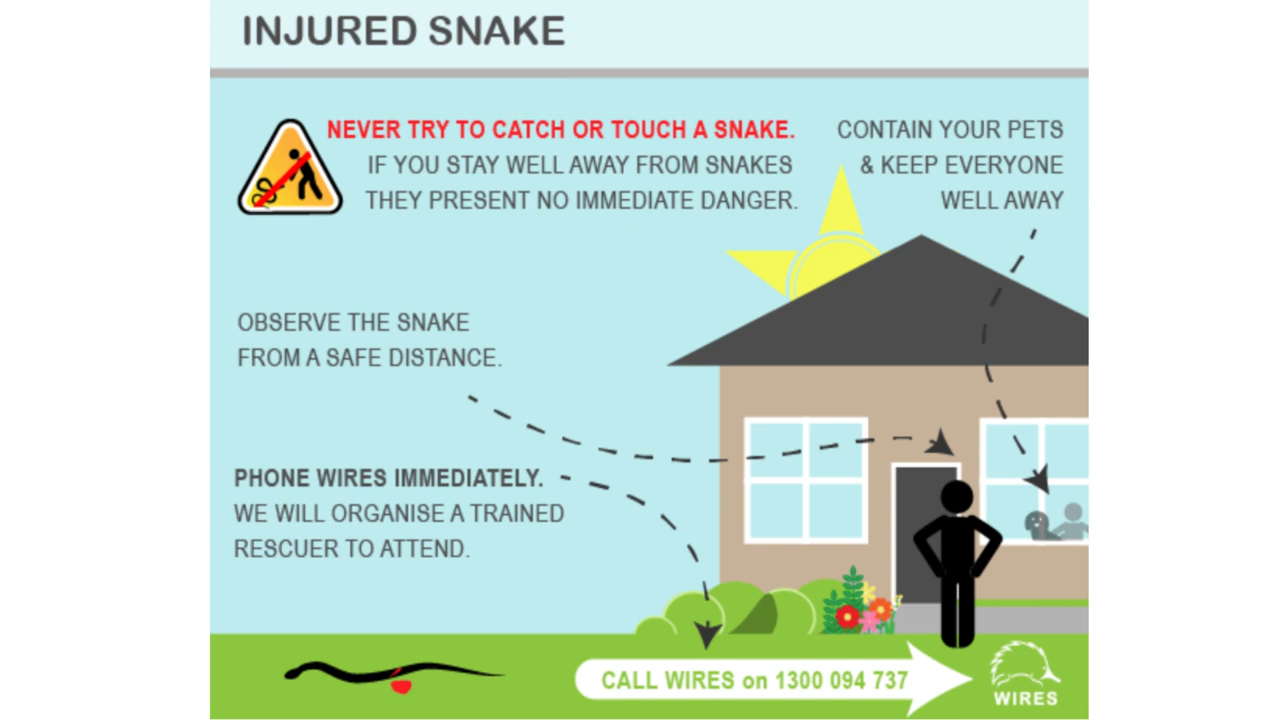 INJURED SNAKE
NEVER TRY TO CATCH OR TOUCH A SNAKE.
IF YOU STAY WELL AWAY FROM SNAKES
THEY PRESENT NO IMMEDIATE DANGER.
CONTAIN YOUR PETS
& KEEP EVERYONE
WELL AWAY
OBSERVE THE SNAKE
FROM A SAFE DISTANCE.
PHONE WIRES IMMEDIATELY.
WE WILL ORGANISE A TRAINED
RESCUER TO ATTEND.
CALL WIRES on 1300 094 737
WIRES